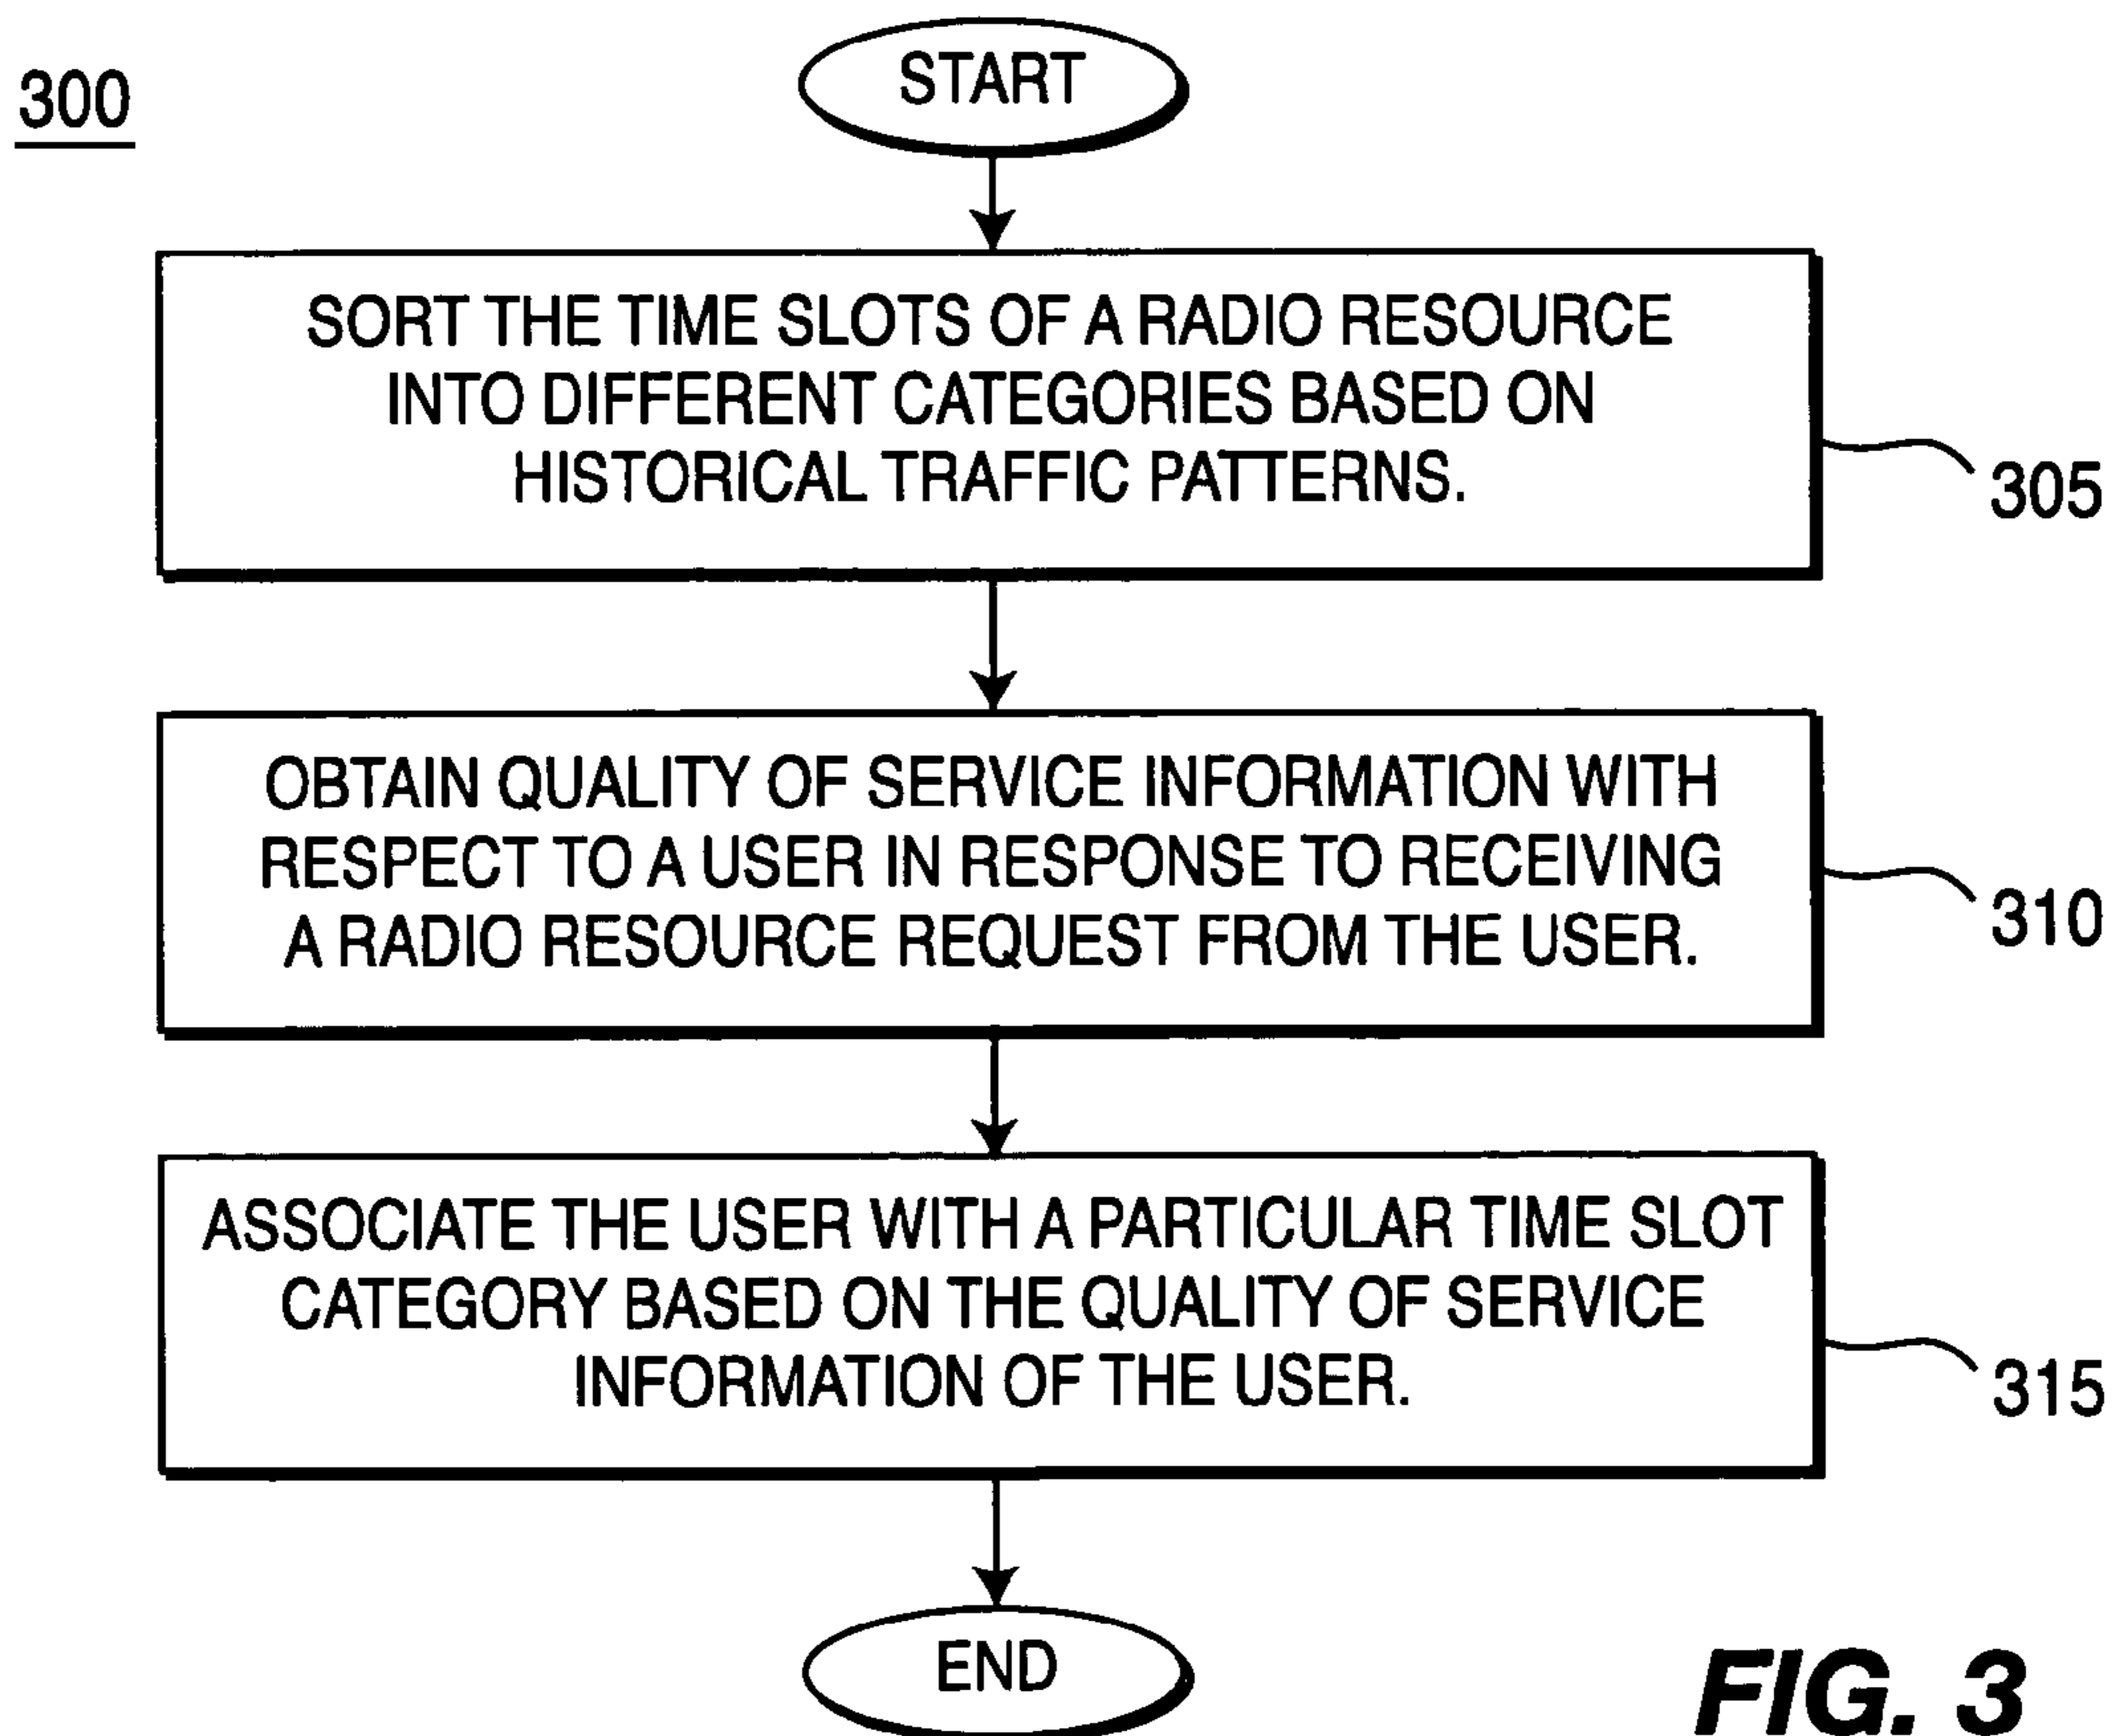 300
START
SORT THE TIME SLOTS OF A RADIO RESOURCE
INTO DIFFERENT CATEGORIES BASED ON
HISTORICAL TRAFFIC PATTERNS.
305
OBTAIN QUALITY OF SERVICE INFORMATION WITH
RESPECT TO A USER IN RESPONSE TO RECEIVING
A RADIO RESOURCE REQUEST FROM THE USER.
310
ASSOCIATE THE USER WITH A PARTICULAR TIME SLOT
CATEGORY BASED ON THE QUALITY OF SERVICE
INFORMATION OF THE USER.
315
END
FIG. 3